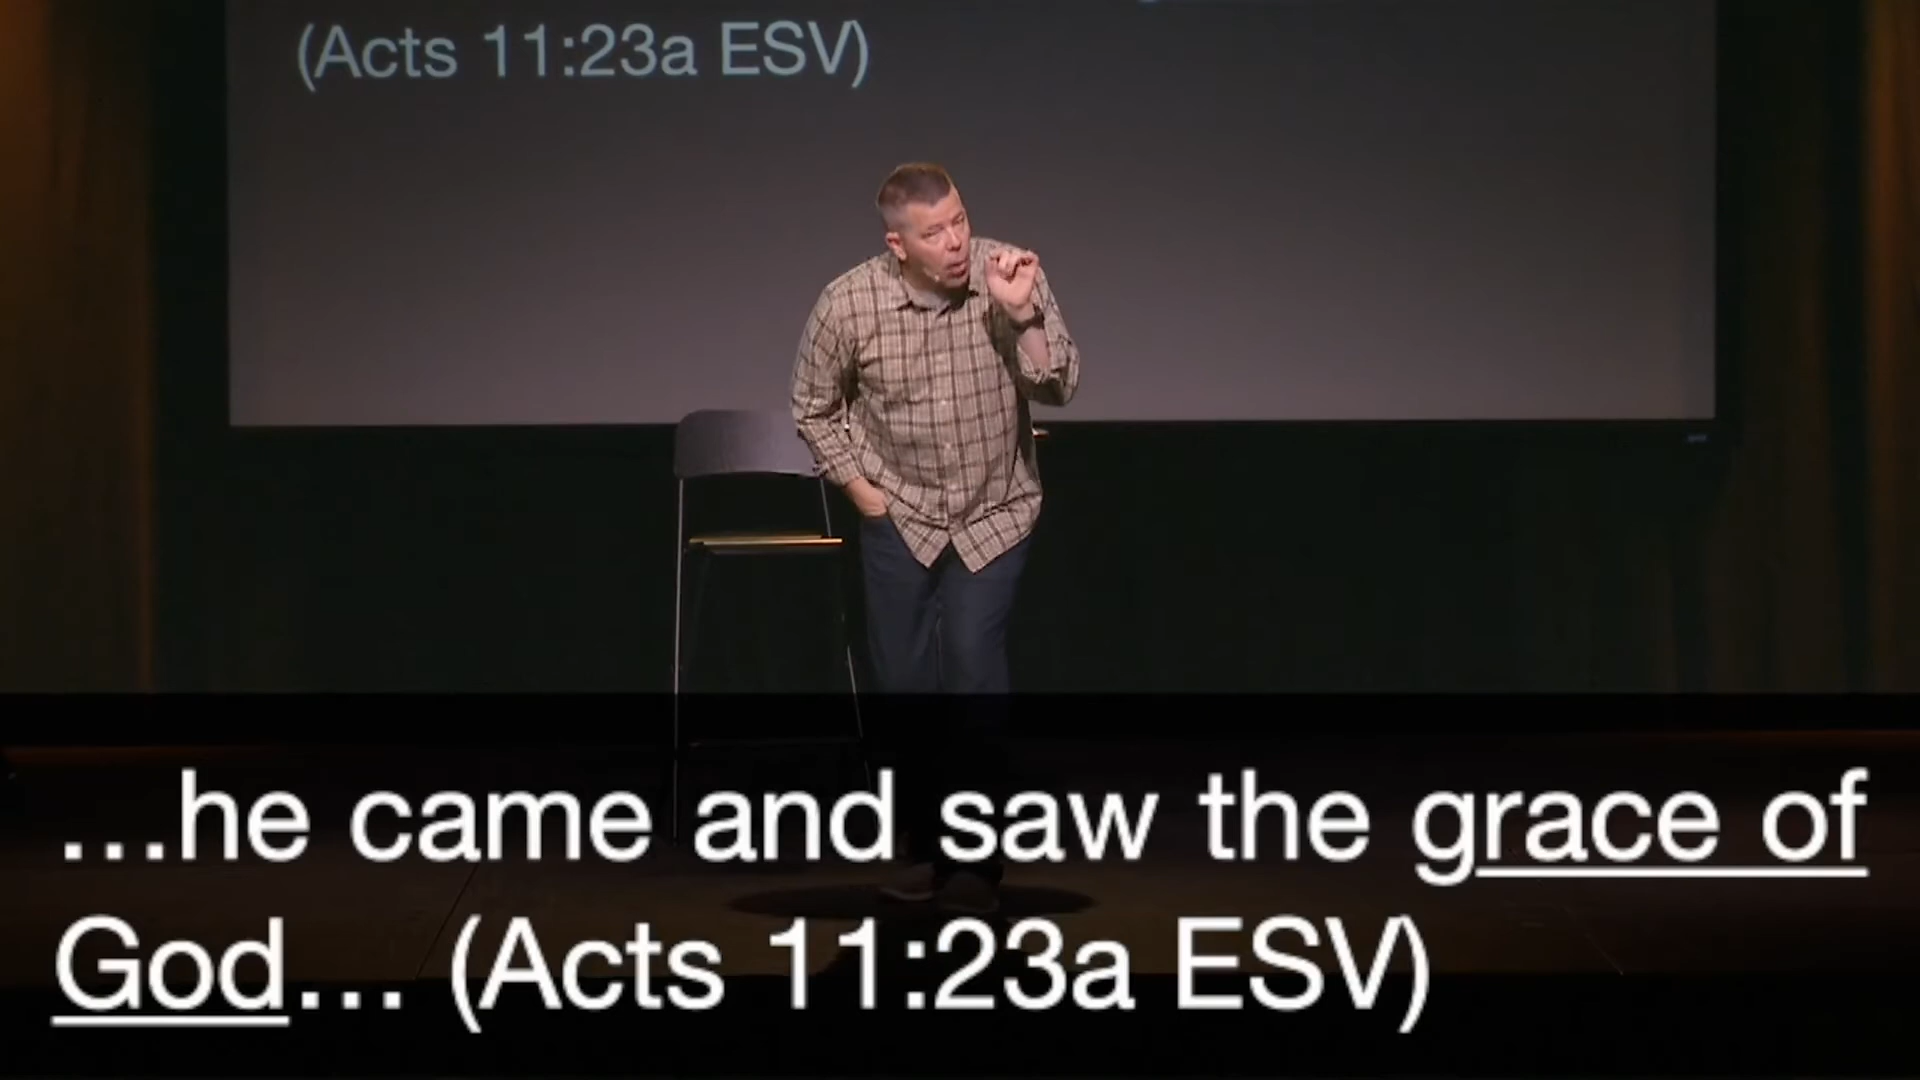 (Acts 11:23a ESV)
…he came and saw the grace of
God… (Acts 11:23a ESV)